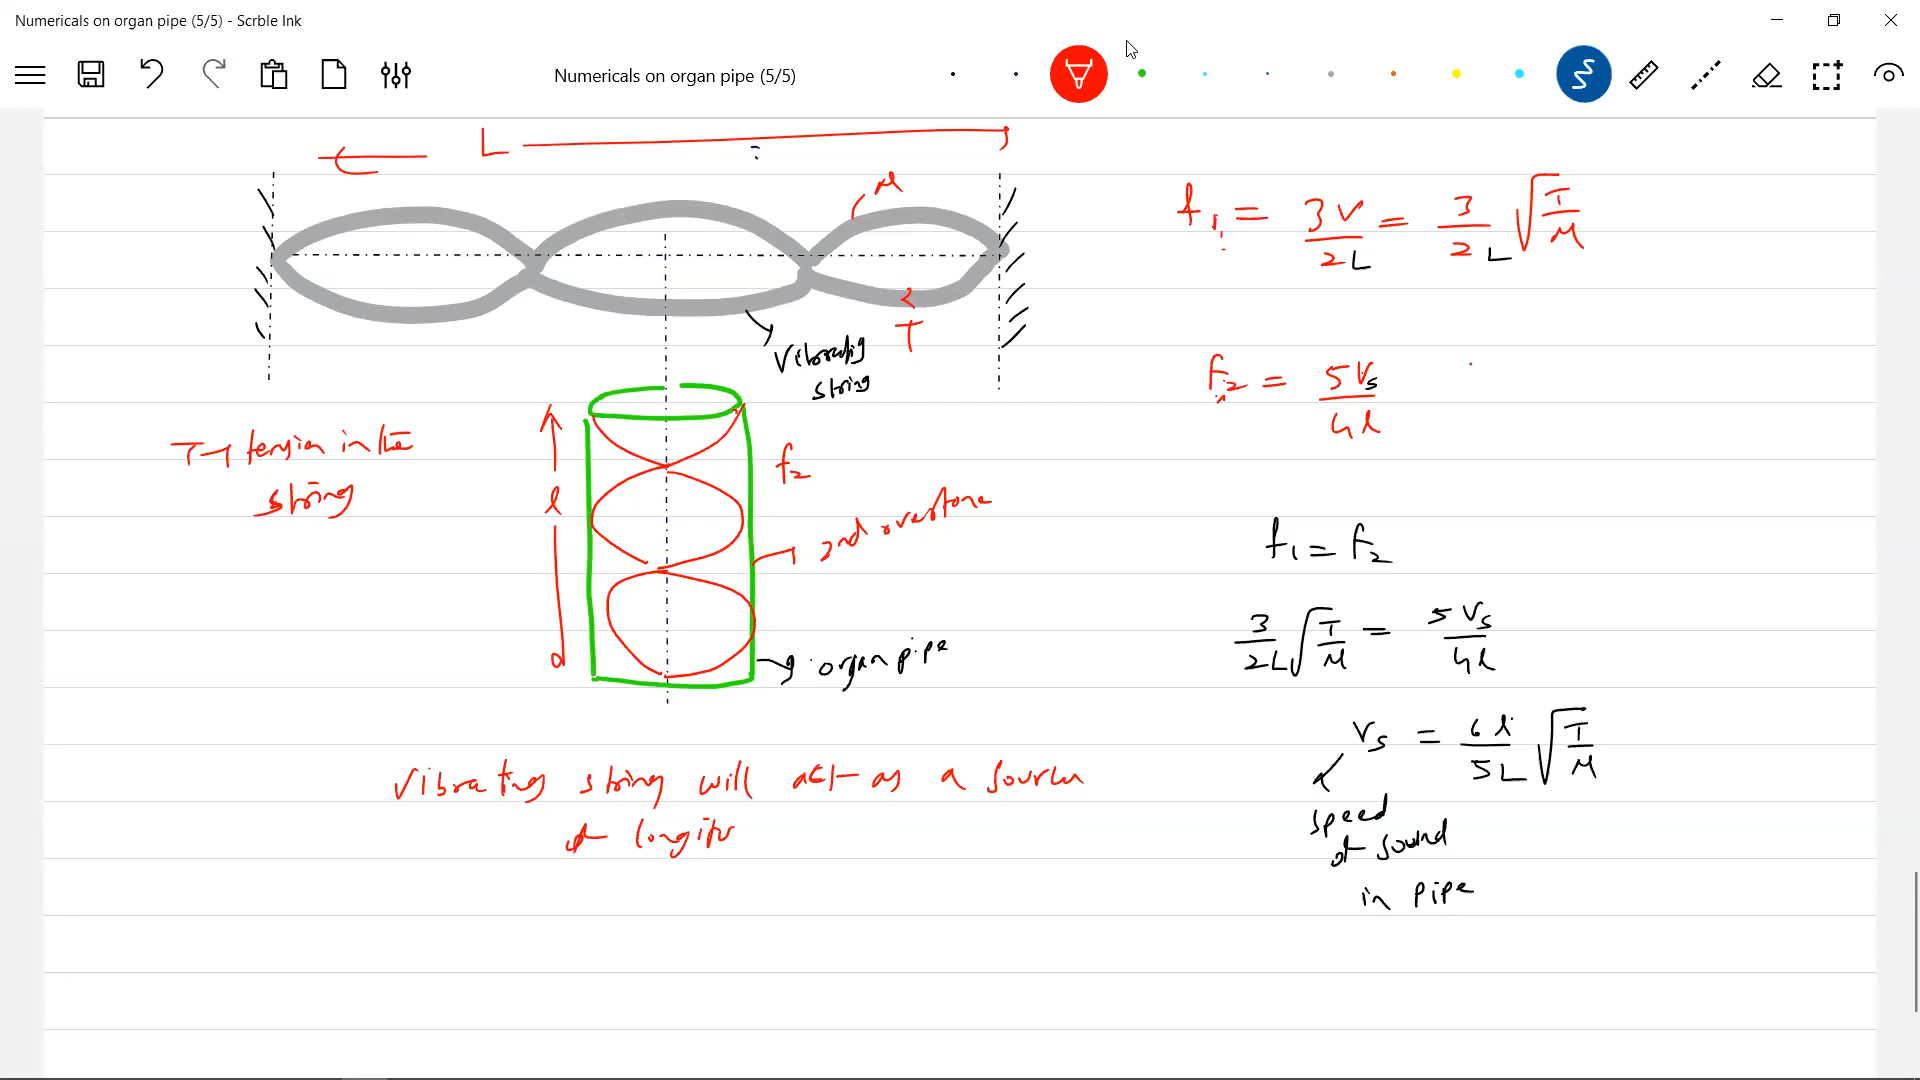 Numericals on organ pipe (5/5) - Scrble Ink
Numericals on organ pipe (5/5)
L
μ
T
Vibrating
string
T → tension in the
string
l
f₂
→ 2nd overtone
→ organ pipe
Vibrating string will act as a
of longitu
f₁ = 3V/2L = 3/2L √T/μ
f₂ = 5Vs/4l
f₁ = f₂
3/2L √T/μ = 5Vs/4l
Vs = 6l/5L √T/μ
speed
of sound
in pipe